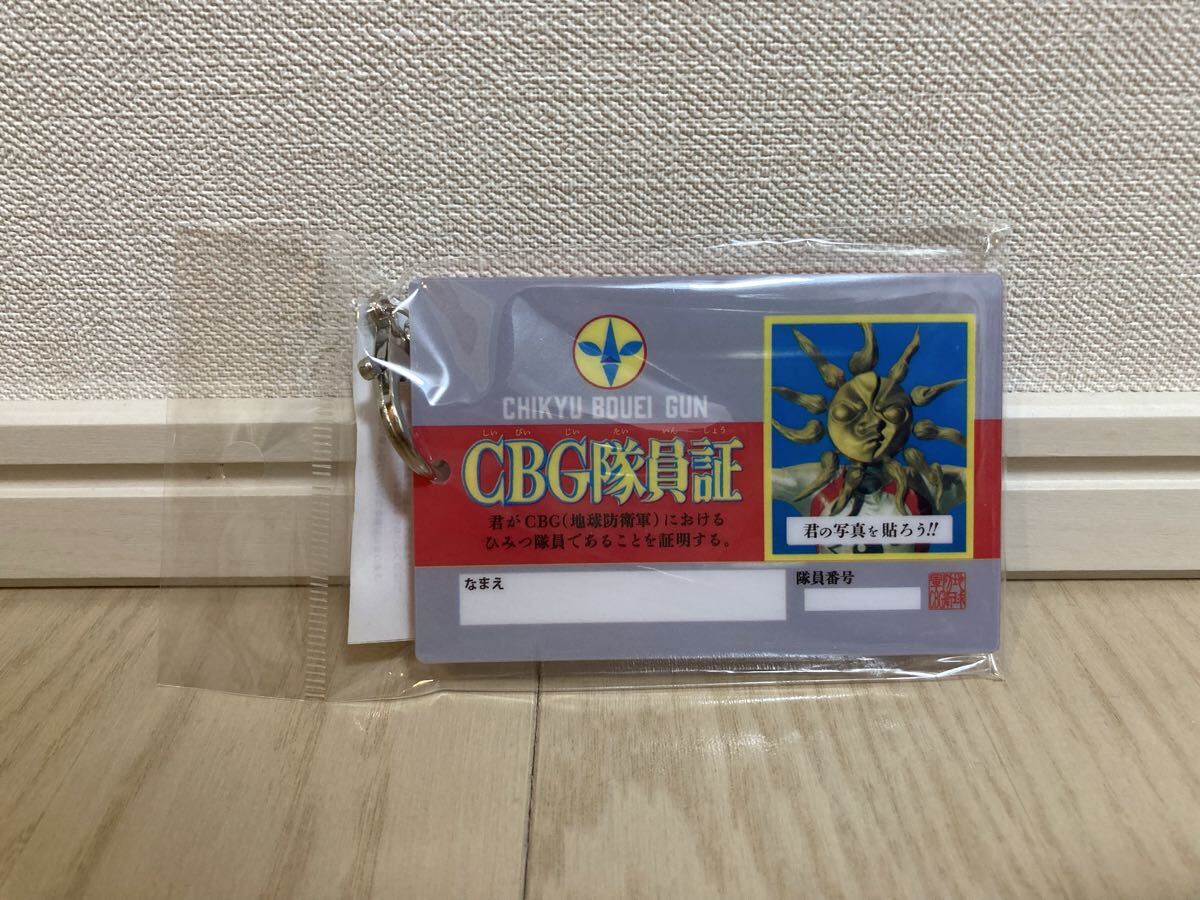 CHIKYU BOUEI GUN
しい びい じい たい いん しょう
CBG隊員証
君がCBG(地球防衛軍)における
ひみつ隊員であることを証明する。
君の写真を貼ろう!!
なまえ
隊員番号